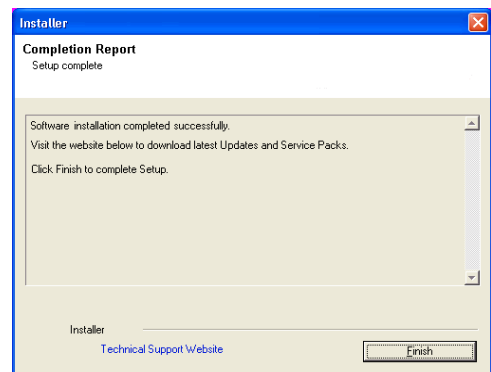 Installer
Completion Report
Setup complete
Software installation completed successfully.
Visit the website below to download latest Updates and Service Packs.
Click Finish to complete Setup.
Installer
Technical Support Website
Finish